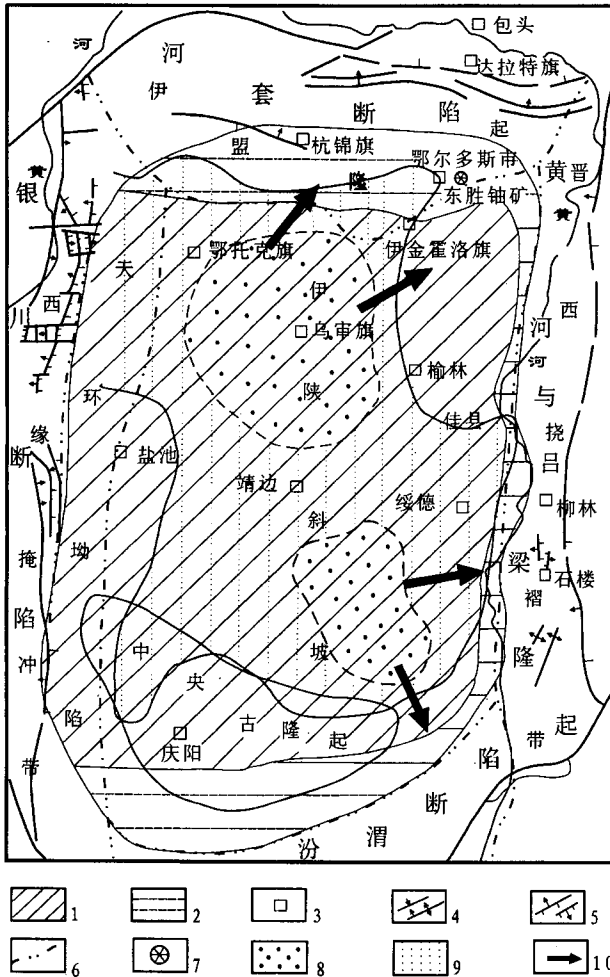 包头
河
河
达拉特旗
伊
套
断
陷
起
盟
杭锦旗
鄂尔多斯市
黄
晋
黄
隆
东胜铀矿
银
黄
天
鄂托克旗
伊
伊金霍洛旗
川
西
乌审旗
河
西
河
环
陕
榆林
与
佳县
挠
断
缘
盐池
靖边
绥德
吕
柳林
掩
坳
斜
梁
石楼
陷
中
坡
褶
冲
央
隆
陷
古
隆
起
庆阳
带
陷
带
起
断
汾
渭
1
2
3
4
5
6
7
8
9
10